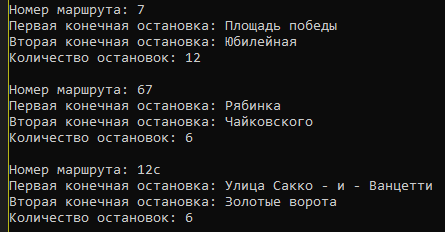 Номер маршрута: 7
Первая конечная остановка: Площадь победы
Вторая конечная остановка: Юбилейная
Количество остановок: 12
Номер маршрута: 67
Первая конечная остановка: Рябинка
Вторая конечная остановка: Чайковского
Количество остановок: 6
Номер маршрута: 12с
Первая конечная остановка: Улица Сакко - и - Ванцетти
Вторая конечная остановка: Золотые ворота
Количество остановок: 6